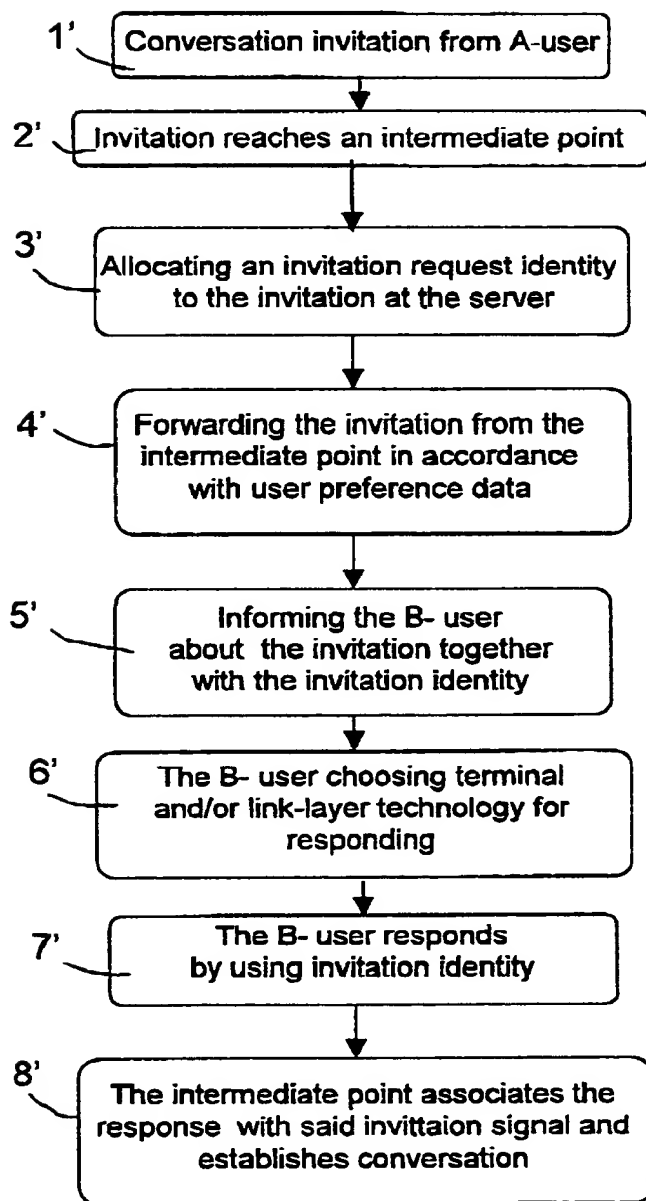 1' Conversation invitation from A-user
2' Invitation reaches an intermediate point
3' Allocating an invitation request identity
to the invitation at the server
4' Forwarding the invitation from the
intermediate point in accordance
with user preference data
5' Informing the B- user
about the invitation together
with the invitation identity
6' The B- user choosing terminal
and/or link-layer technology for
responding
7' The B- user responds
by using invitation identity
8' The intermediate point associates the
response with said invittaion signal and
establishes conversation